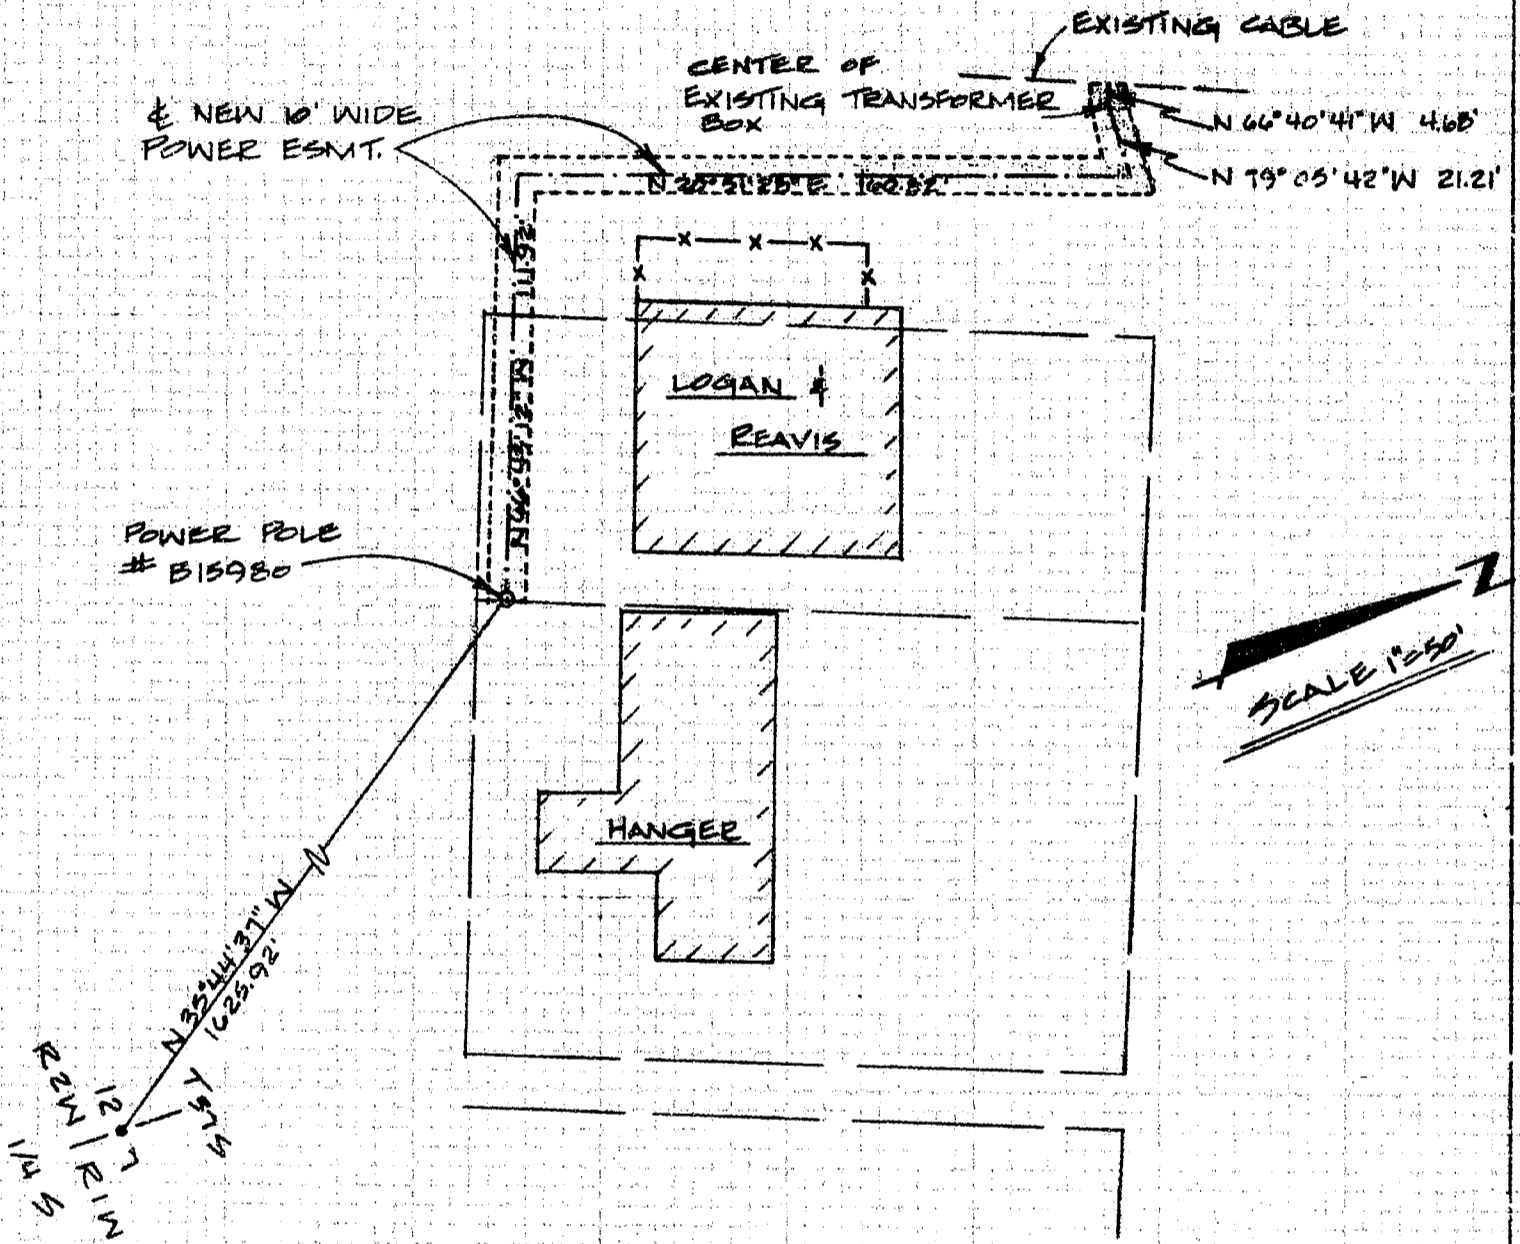 EXISTING CABLE
CENTER OF
EXISTING TRANSFORMER
BOX
℄ NEW 10' WIDE
POWER ESMT.
N 66°40'41" W 4.68'
N 79°05'42" W 21.21'
LOGAN &
REAVIS
POWER POLE
# B15980
SCALE 1"=50'
HANGER
N 35°44'37" W
1625.92'
12
7
R2W
R1W
1/4 S